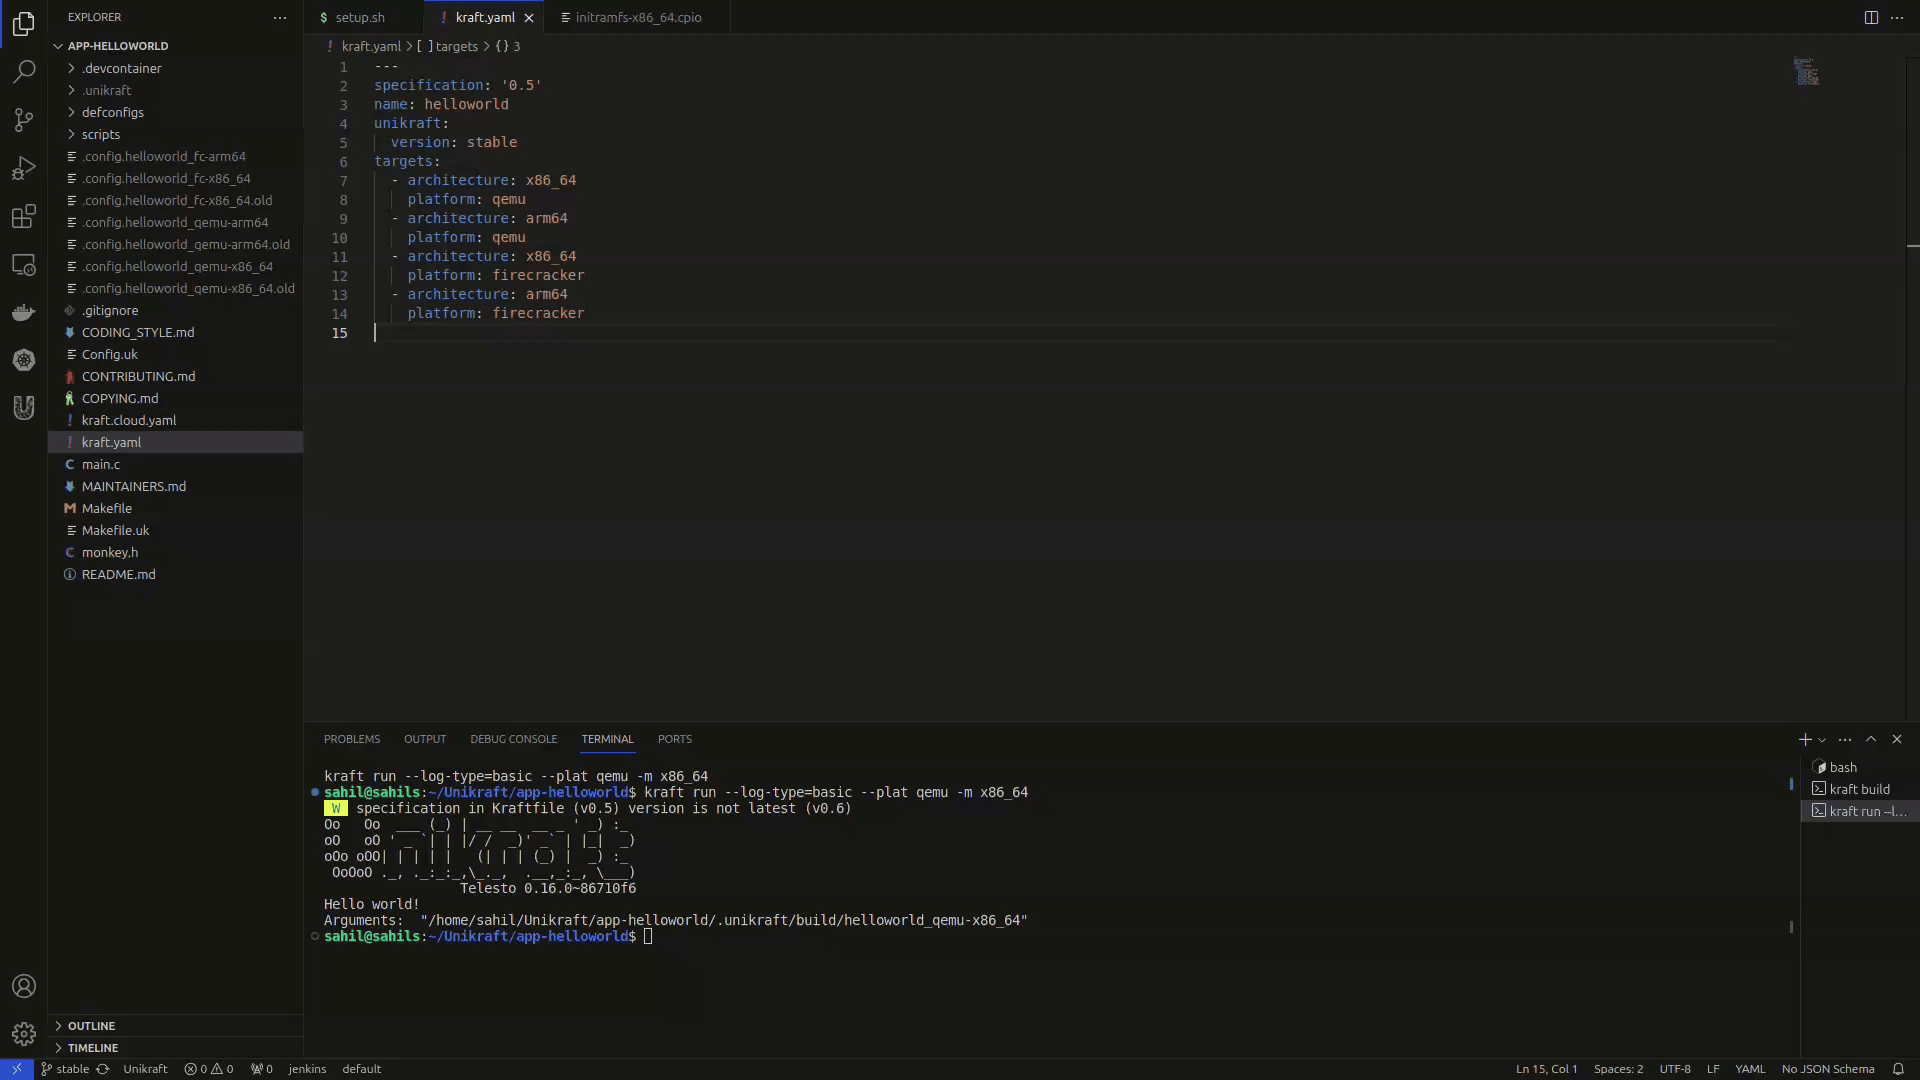 EXPLORER
APP-HELLOWORLD
.devcontainer
.unikraft
defconfigs
scripts
.config.helloworld_fc-arm64
.config.helloworld_fc-x86_64
.config.helloworld_fc-x86_64.old
.config.helloworld_qemu-arm64
.config.helloworld_qemu-arm64.old
.config.helloworld_qemu-x86_64
.config.helloworld_qemu-x86_64.old
.gitignore
CODING_STYLE.md
Config.uk
CONTRIBUTING.md
COPYING.md
kraft.cloud.yaml
kraft.yaml
main.c
MAINTAINERS.md
Makefile
Makefile.uk
monkey.h
README.md
OUTLINE
TIMELINE
$ setup.sh
! kraft.yaml
initramfs-x86_64.cpio
! kraft.yaml > [ ] targets > {} 3
1 ---
2 specification: '0.5'
3 name: helloworld
4 unikraft:
5 version: stable
6 targets:
7 - architecture: x86_64
8 platform: qemu
9 - architecture: arm64
10 platform: qemu
11 - architecture: x86_64
12 platform: firecracker
13 - architecture: arm64
14 platform: firecracker
15
PROBLEMS OUTPUT DEBUG CONSOLE TERMINAL PORTS
kraft run --log-type=basic --plat qemu -m x86_64
sahil@sahils:~/Unikraft/app-helloworld$ kraft run --log-type=basic --plat qemu -m x86_64
W specification in Kraftfile (v0.5) version is not latest (v0.6)
Oo   Oo  ___ (_) | __ __  __ _ ' _) :_
oO   oO ' _ `| | |/ /  _)' _` | |_|  _)
oOo oOO| | | | |   (| | | (_) |  _) :_
 OoOoO ._, ._:_:_,\_._,  .__,_:_, \___)
Telesto 0.16.0~86710f6
Hello world!
Arguments:  "/home/sahil/Unikraft/app-helloworld/.unikraft/build/helloworld_qemu-x86_64"
sahil@sahils:~/Unikraft/app-helloworld$
bash
kraft build
kraft run --l...
stable Unikraft 0 0 0 jenkins default
Ln 15, Col 1 Spaces: 2 UTF-8 LF YAML No JSON Schema